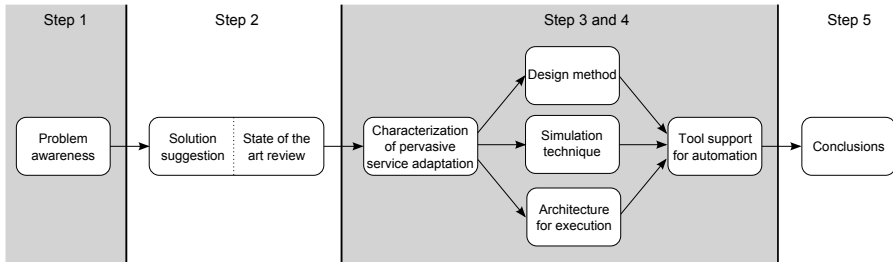 Step 1
Step 2
Step 3 and 4
Step 5
Problem
awareness
Solution
suggestion
State of the
art review
Characterization
of pervasive
service adaptation
Design method
Simulation
technique
Architecture
for execution
Tool support
for automation
Conclusions